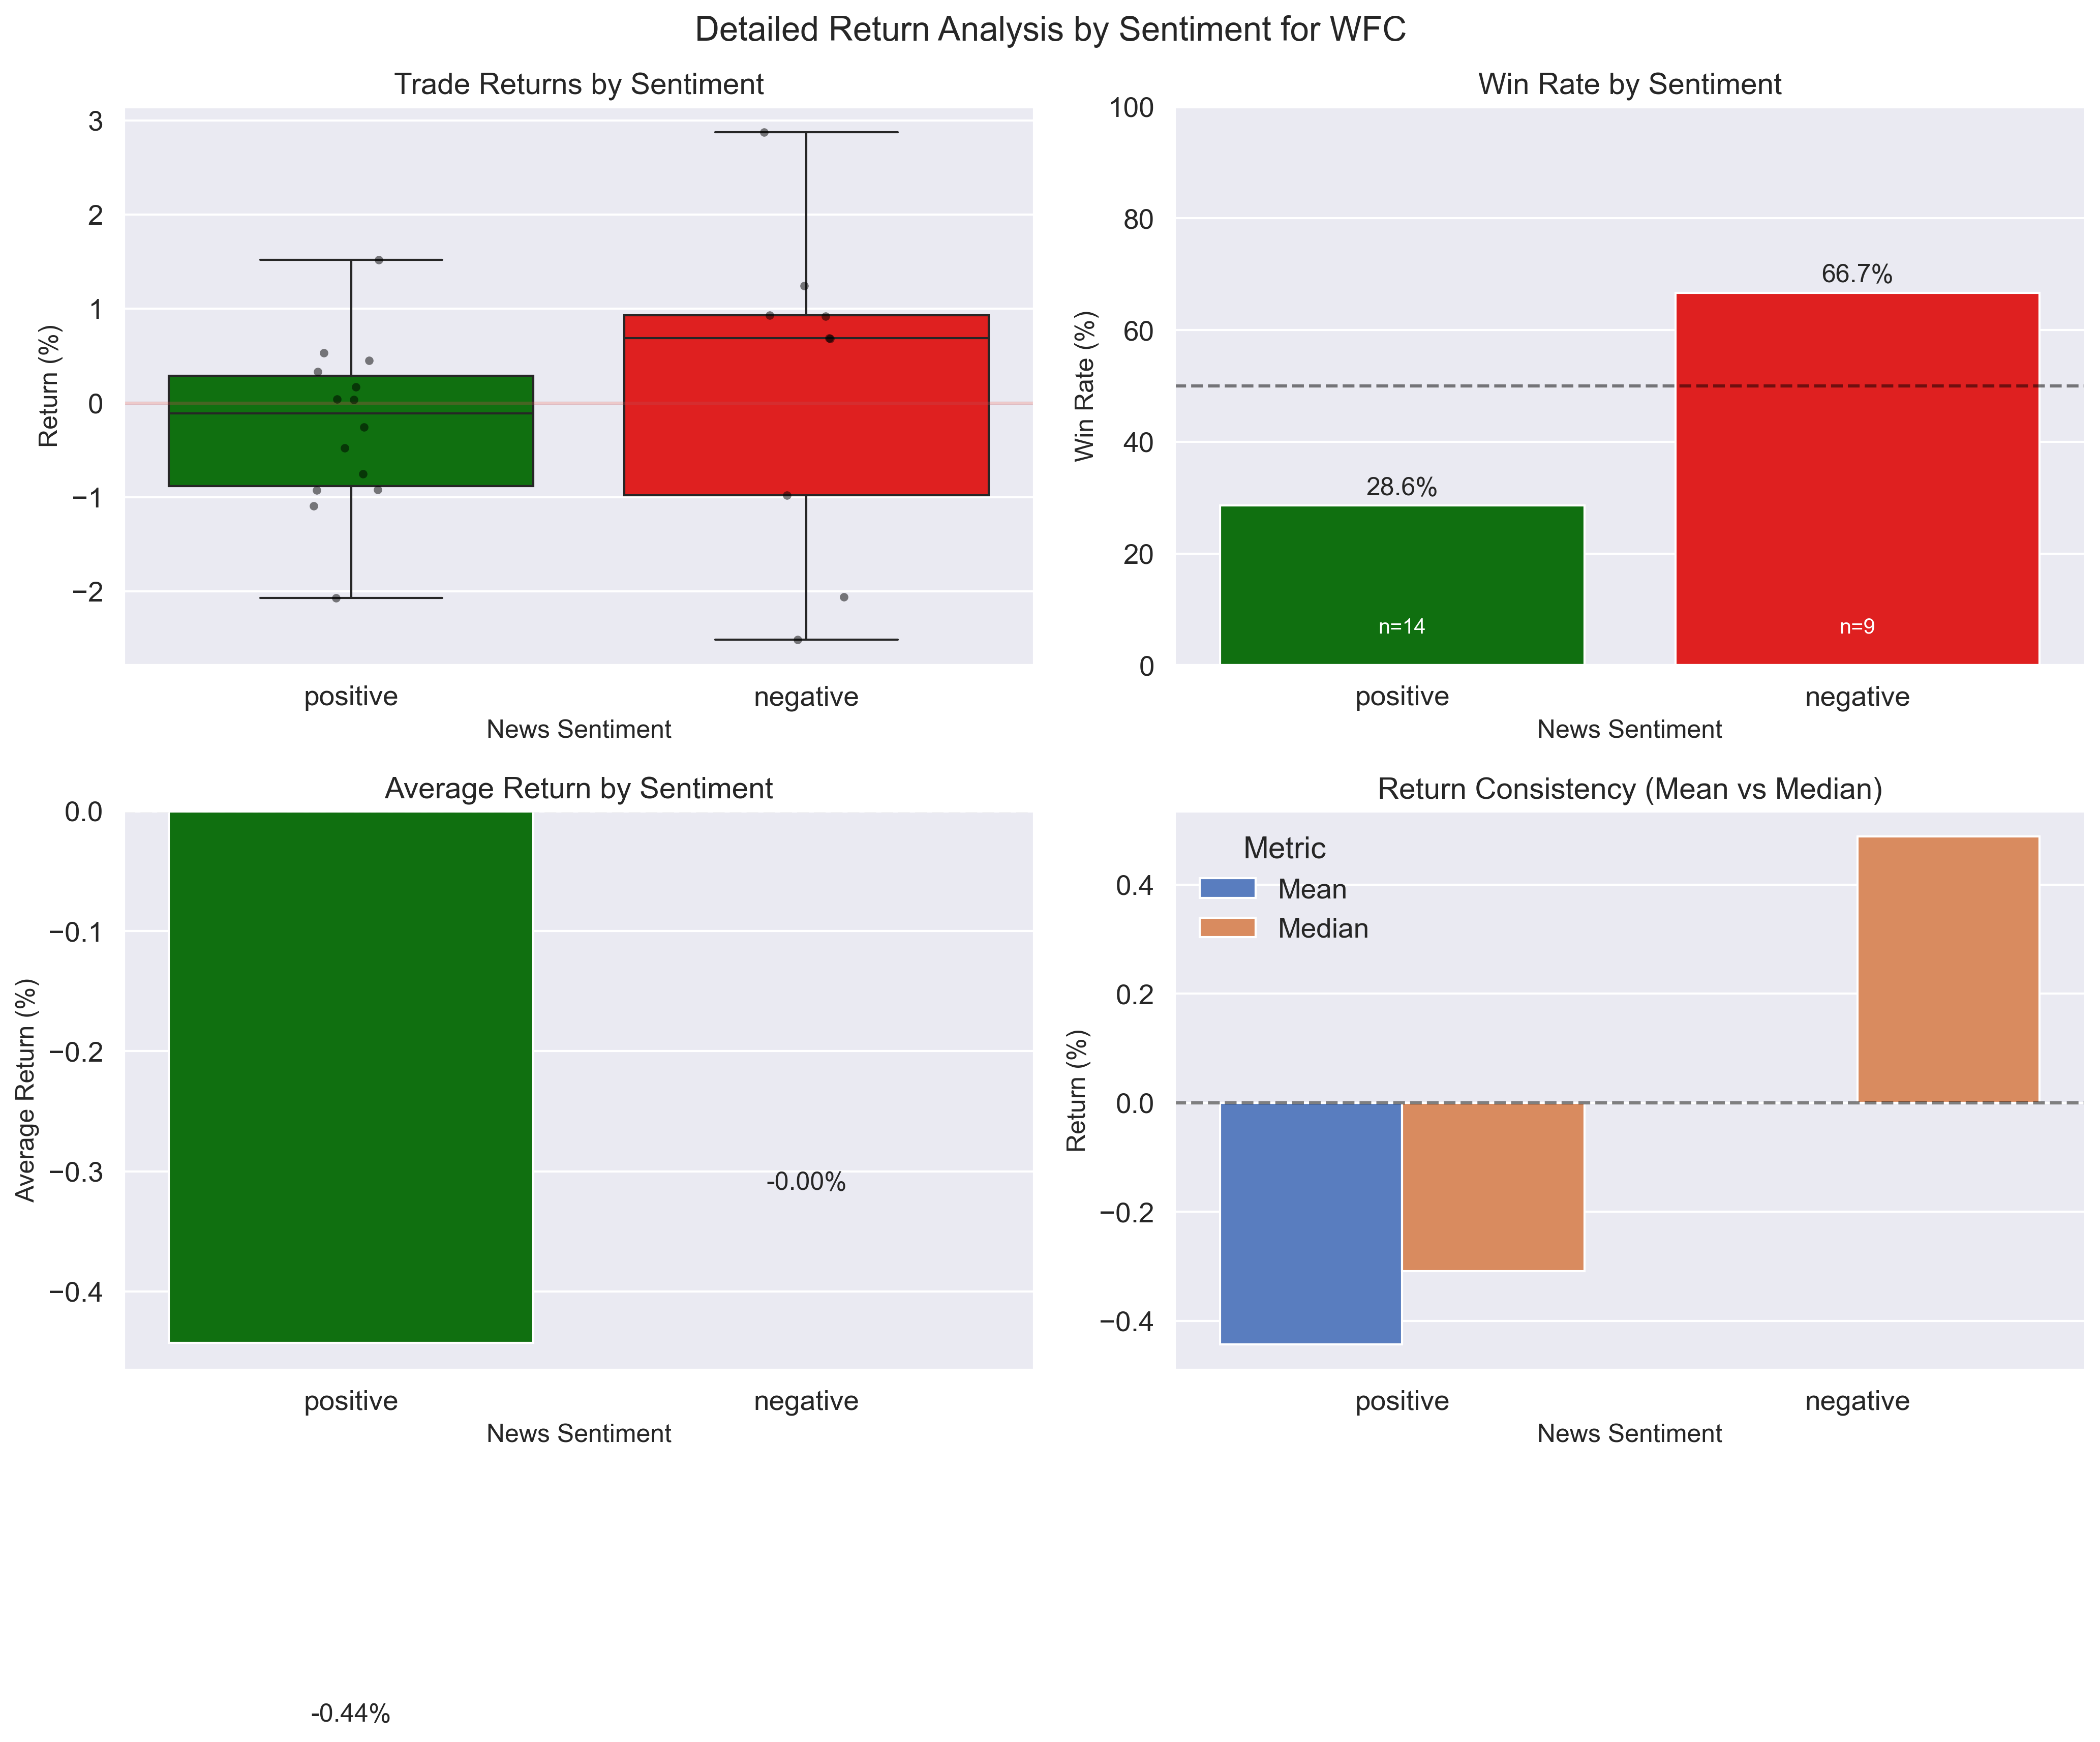 Detailed Return Analysis by Sentiment for WFC
Trade Returns by Sentiment
3
2
1
0
−1
−2
Return (%)
positive
negative
News Sentiment
Win Rate by Sentiment
100
80
60
40
20
0
Win Rate (%)
28.6%
66.7%
n=14
n=9
positive
negative
News Sentiment
Average Return by Sentiment
0.0
−0.1
−0.2
−0.3
−0.4
Average Return (%)
-0.00%
positive
negative
News Sentiment
-0.44%
Return Consistency (Mean vs Median)
Metric
Mean
Median
0.4
0.2
0.0
−0.2
−0.4
Return (%)
positive
negative
News Sentiment